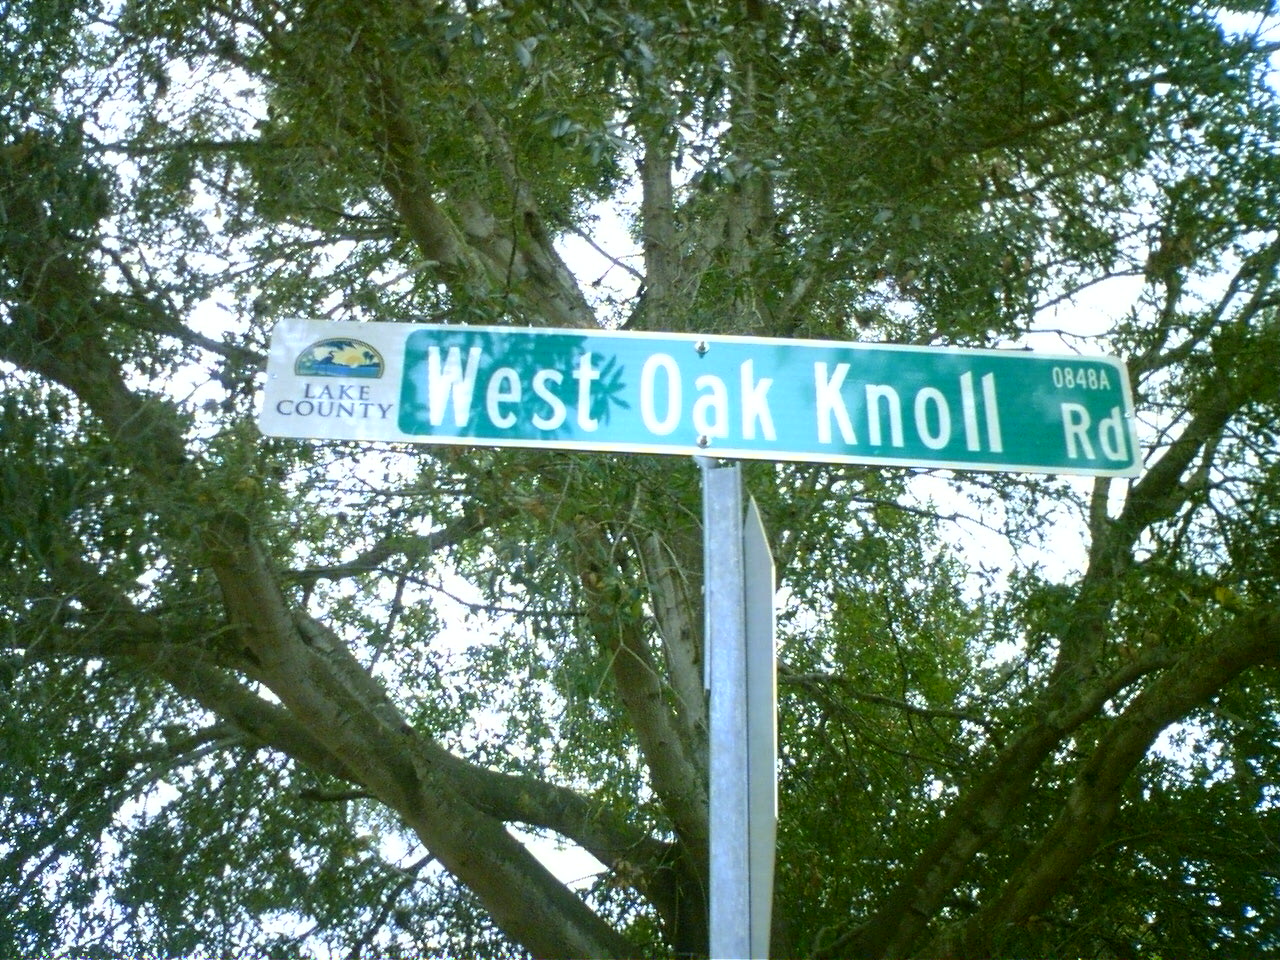 LAKE
COUNTY
West Oak Knoll Rd
0848A